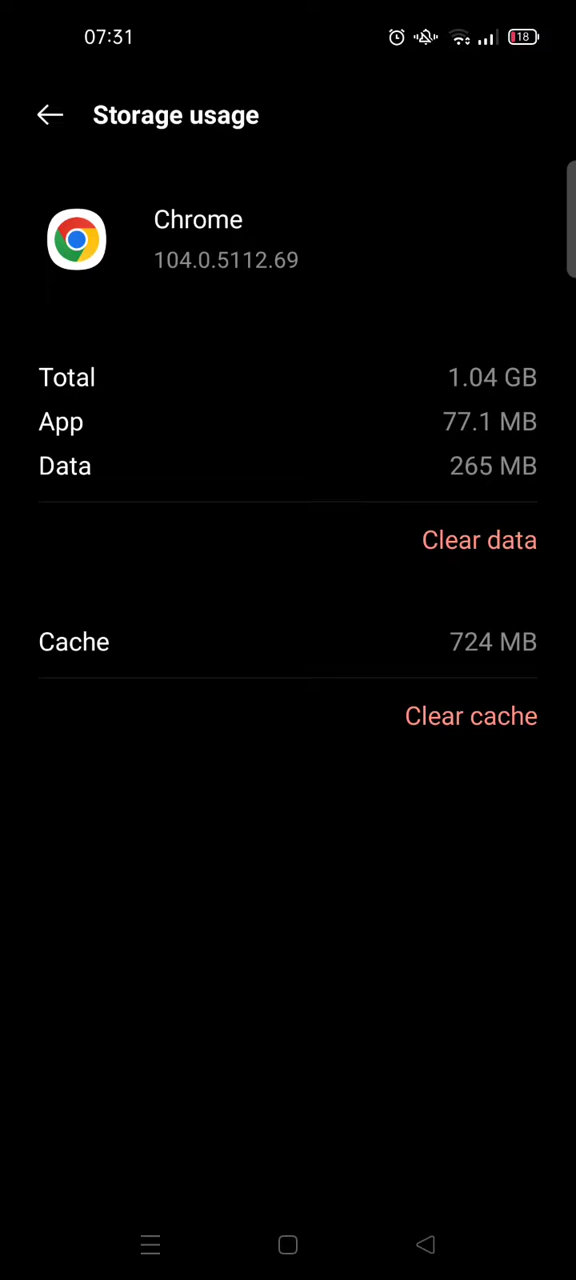 07:31
18
Storage usage
Chrome
104.0.5112.69
Total 1.04 GB
App 77.1 MB
Data 265 MB
Clear data
Cache 724 MB
Clear cache